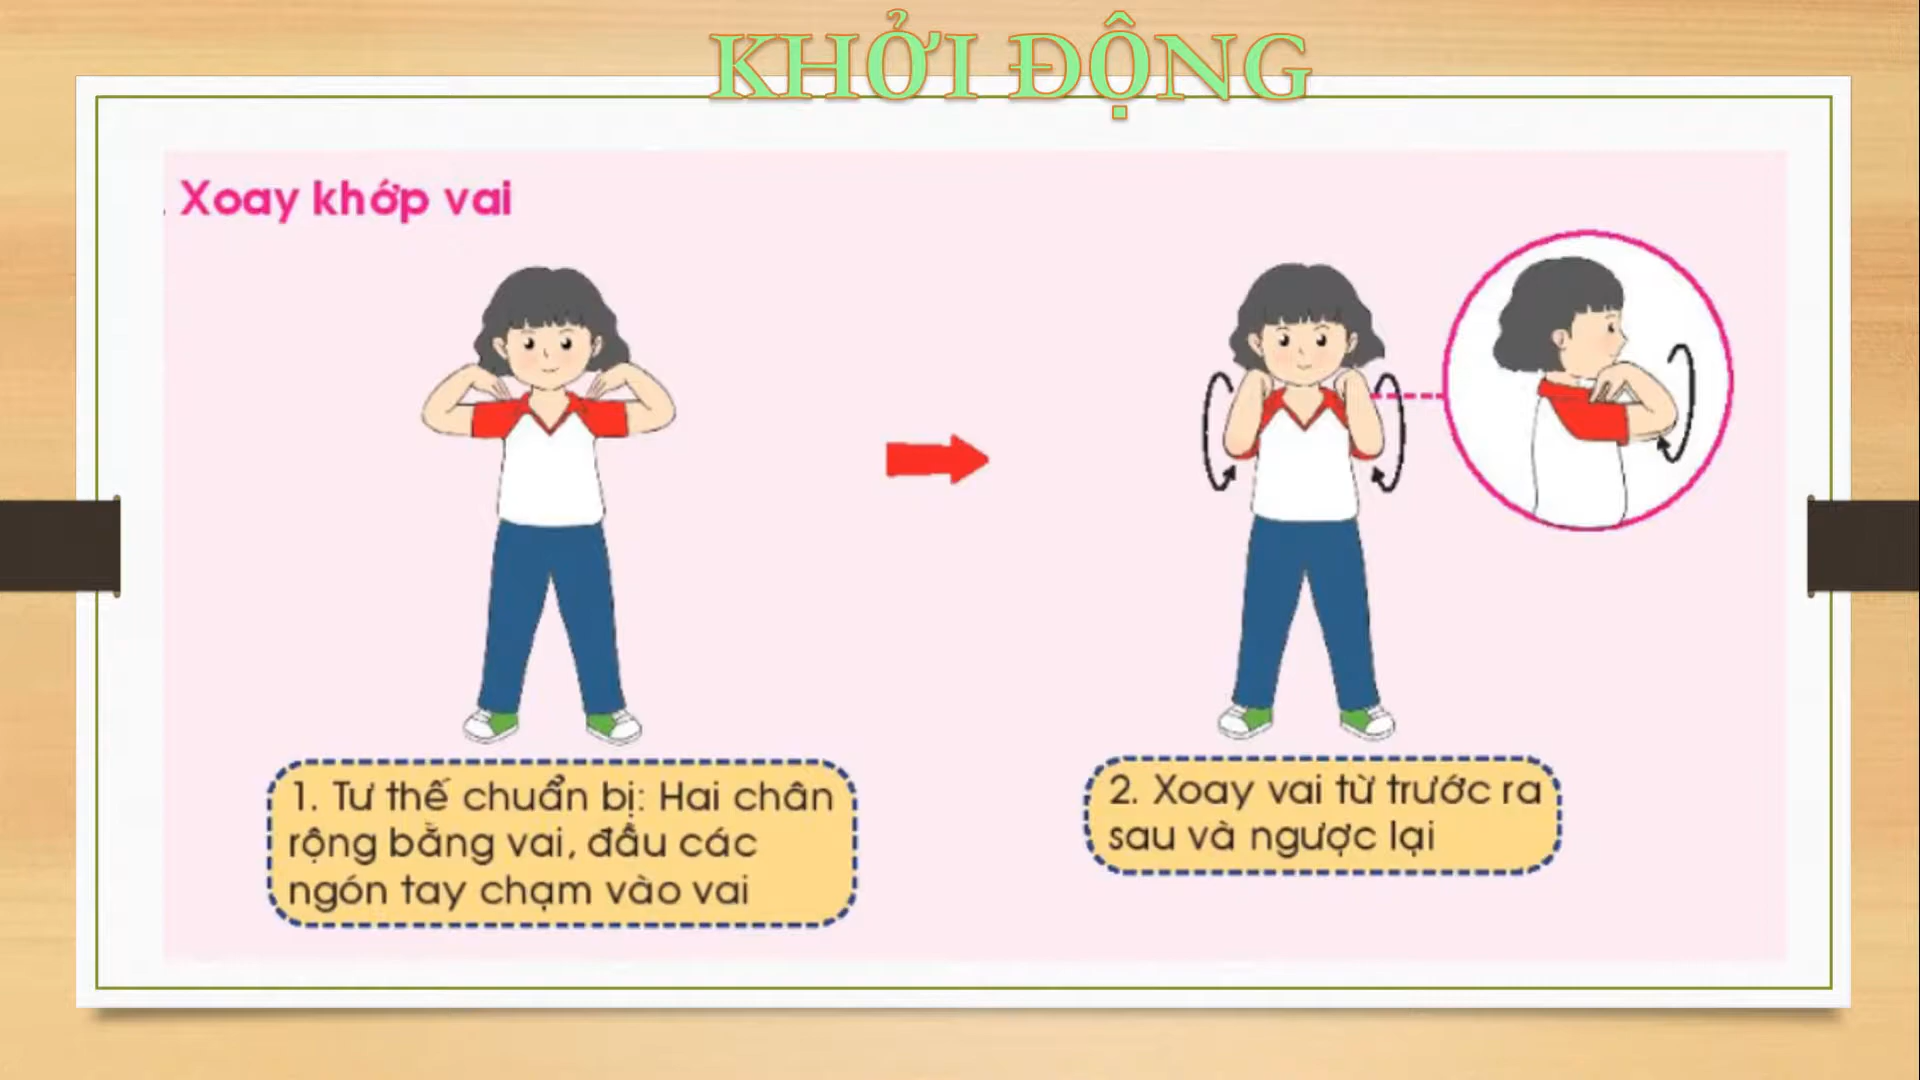 KHỞI ĐỘNG
. Xoay khớp vai
1. Tư thế chuẩn bị: Hai chân
rộng bằng vai, đầu các
ngón tay chạm vào vai
2. Xoay vai từ trước ra
sau và ngược lại